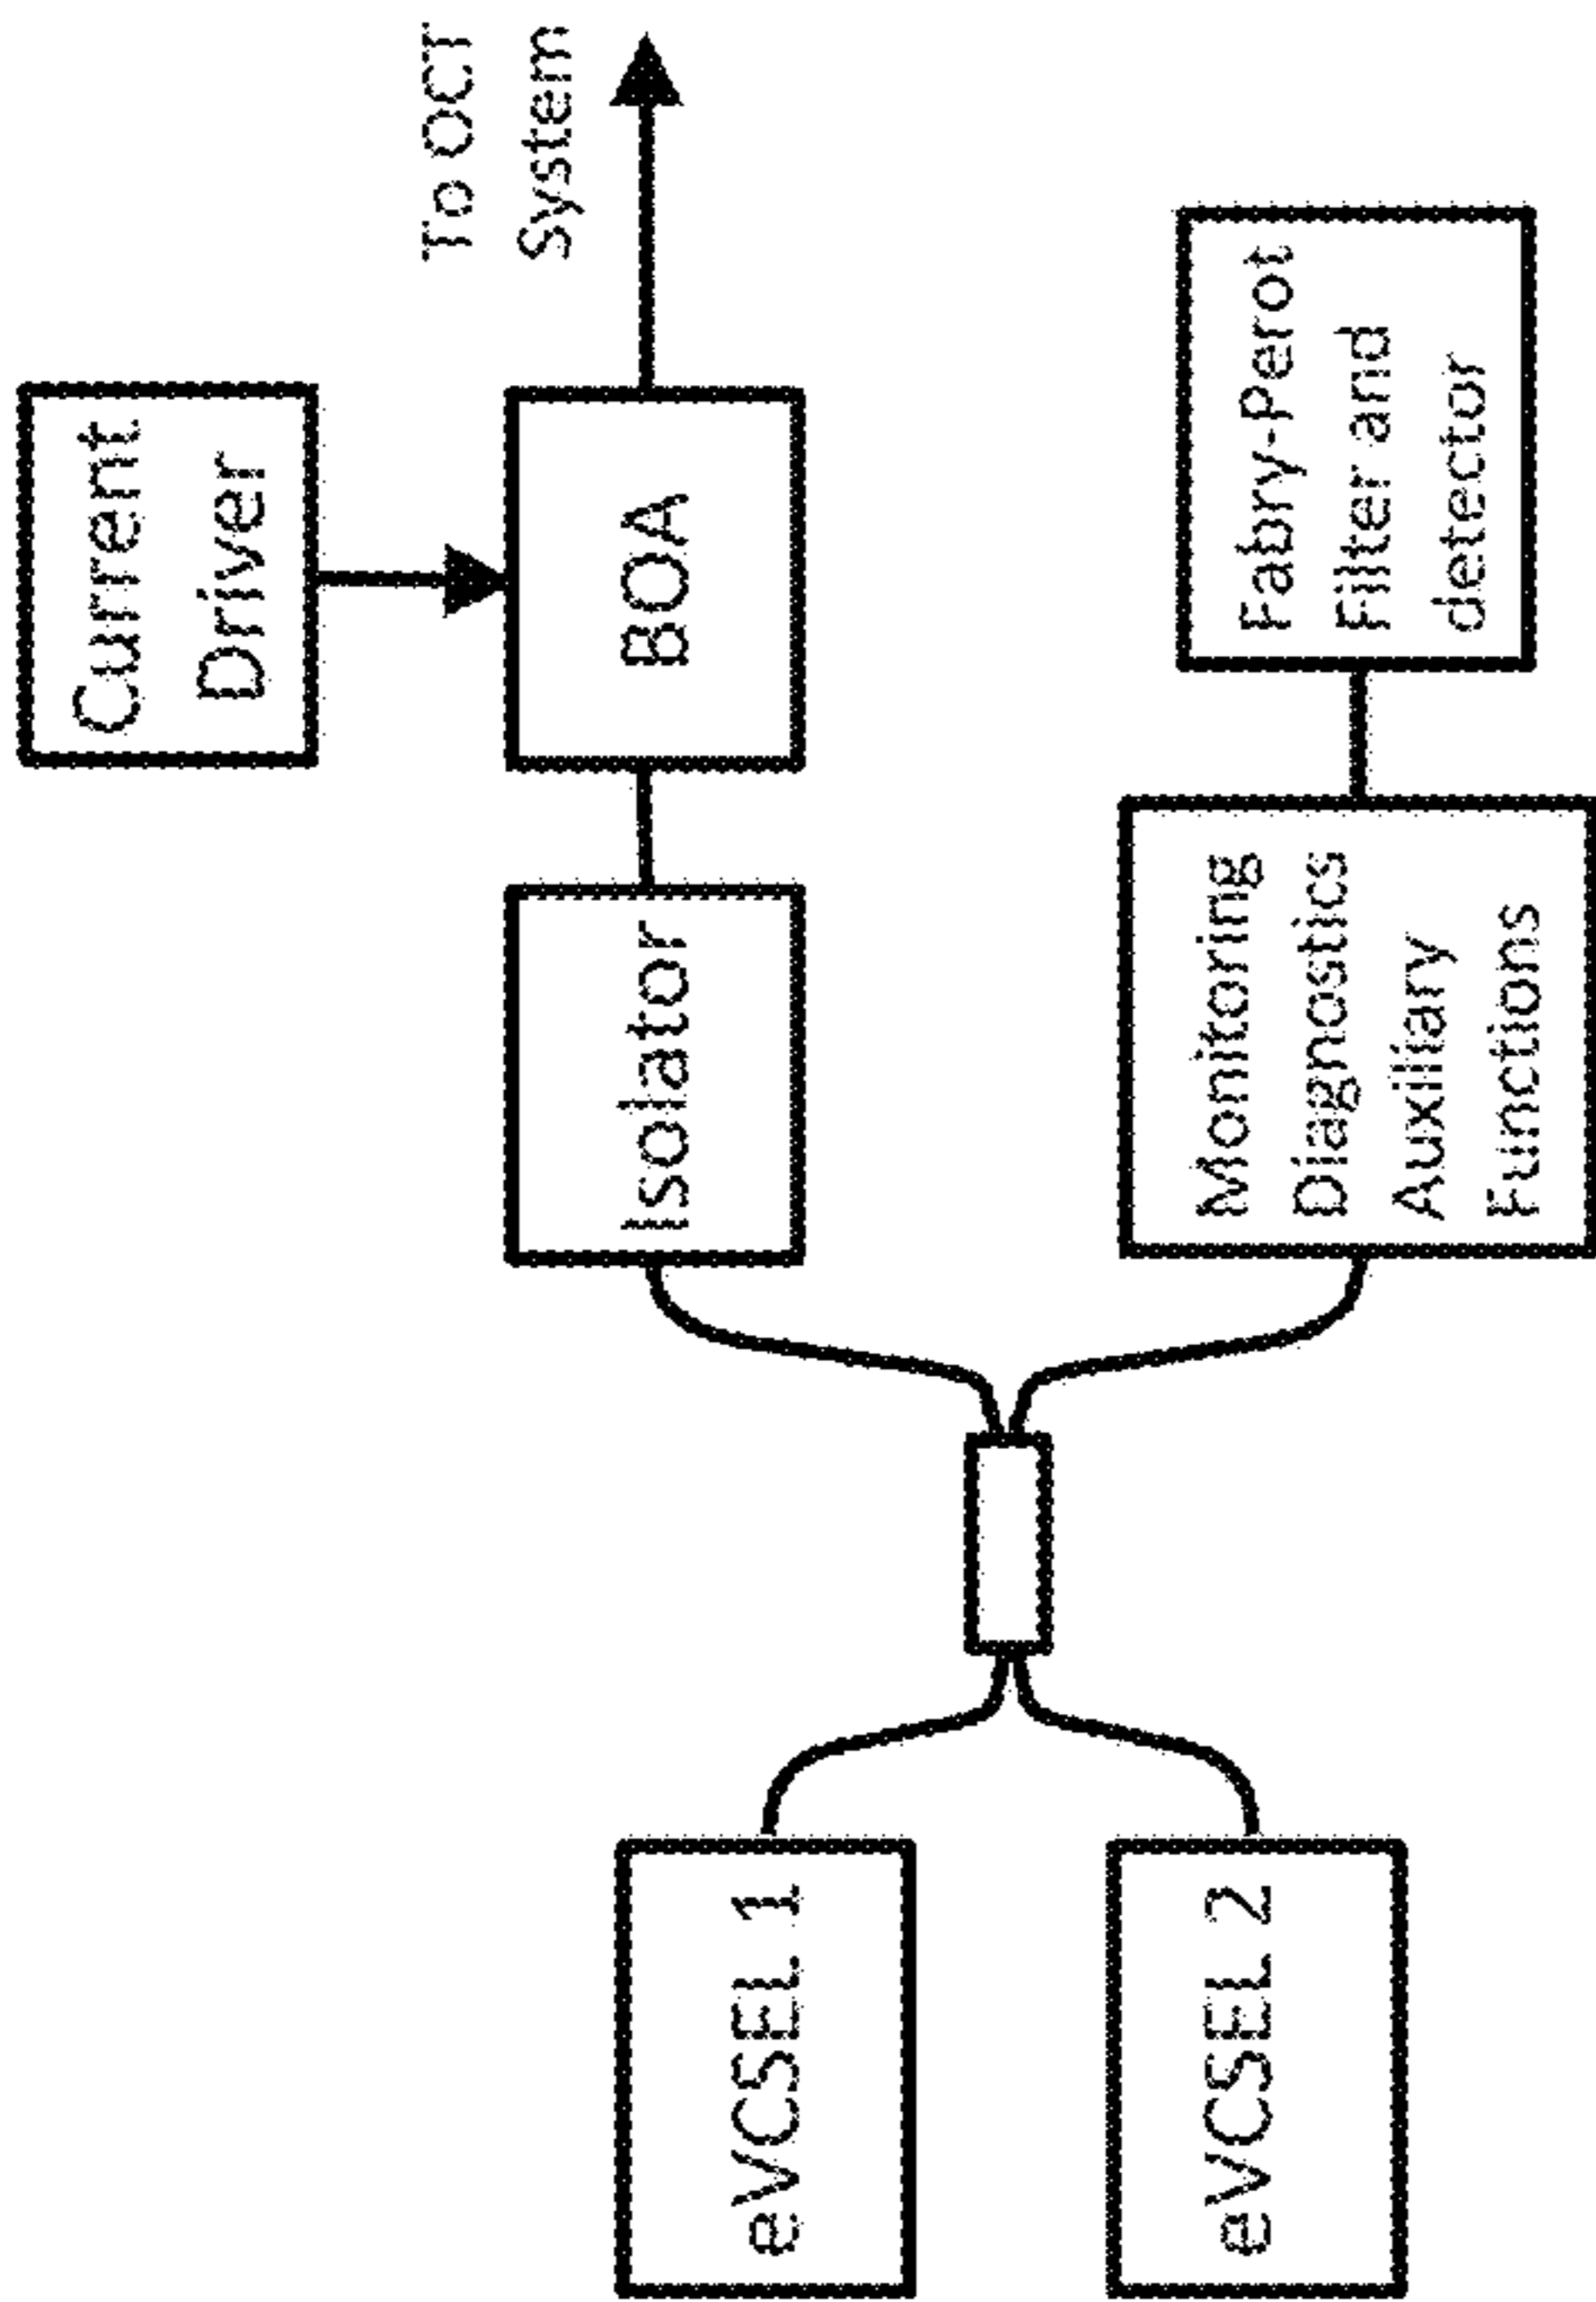 Current
Driver
To OCT
System
eVCSEL 1
Isolator
BOA
eVCSEL 2
Monitoring
Diagnostics
Auxiliary
Functions
Fabry-Perot
Filter and
detector